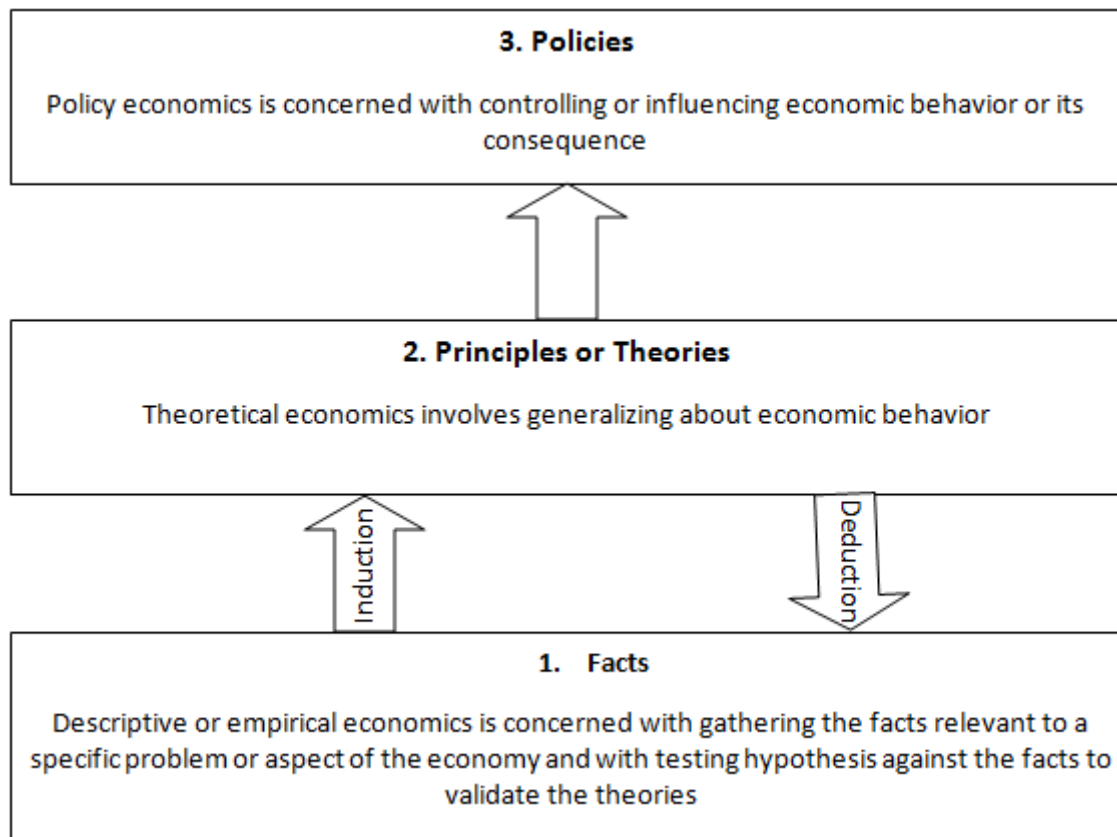 3. Policies
Policy economics is concerned with controlling or influencing economic behavior or its
consequence
2. Principles or Theories
Theoretical economics involves generalizing about economic behavior
Induction
Deduction
1. Facts
Descriptive or empirical economics is concerned with gathering the facts relevant to a
specific problem or aspect of the economy and with testing hypothesis against the facts to
validate the theories